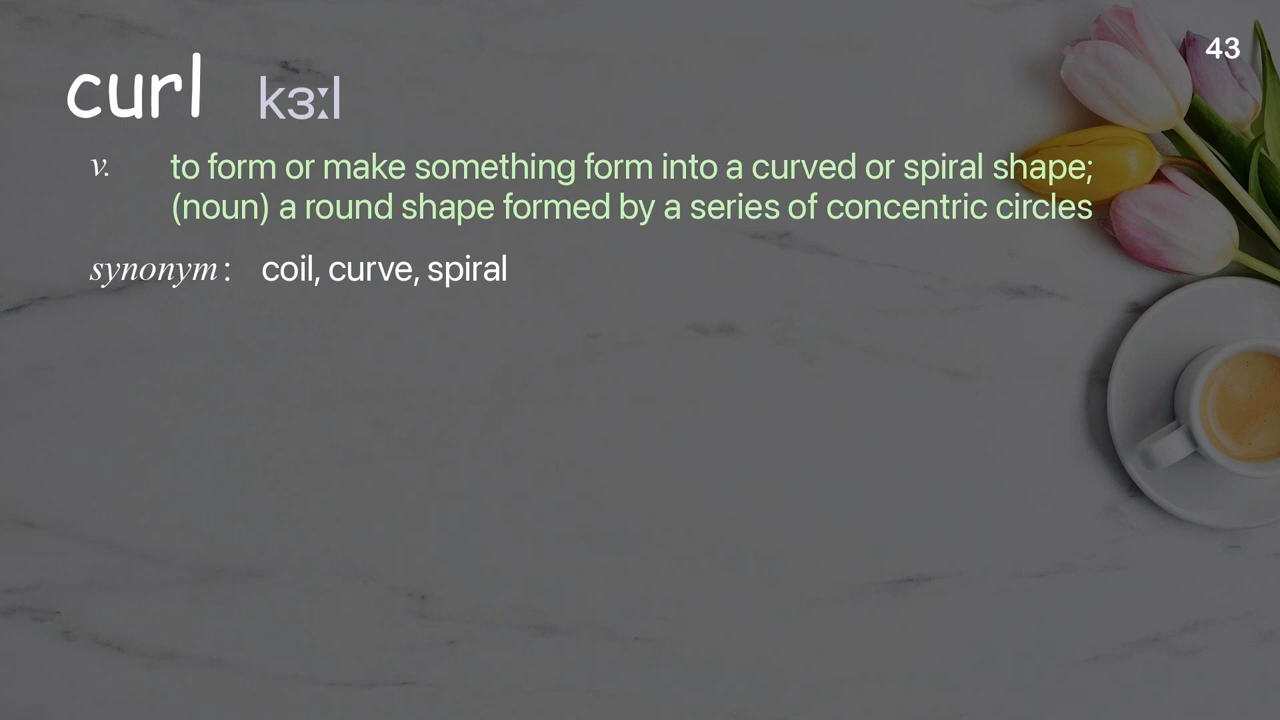 43
curl kɜːl
v. to form or make something form into a curved or spiral shape;
(noun) a round shape formed by a series of concentric circles
synonym: coil, curve, spiral